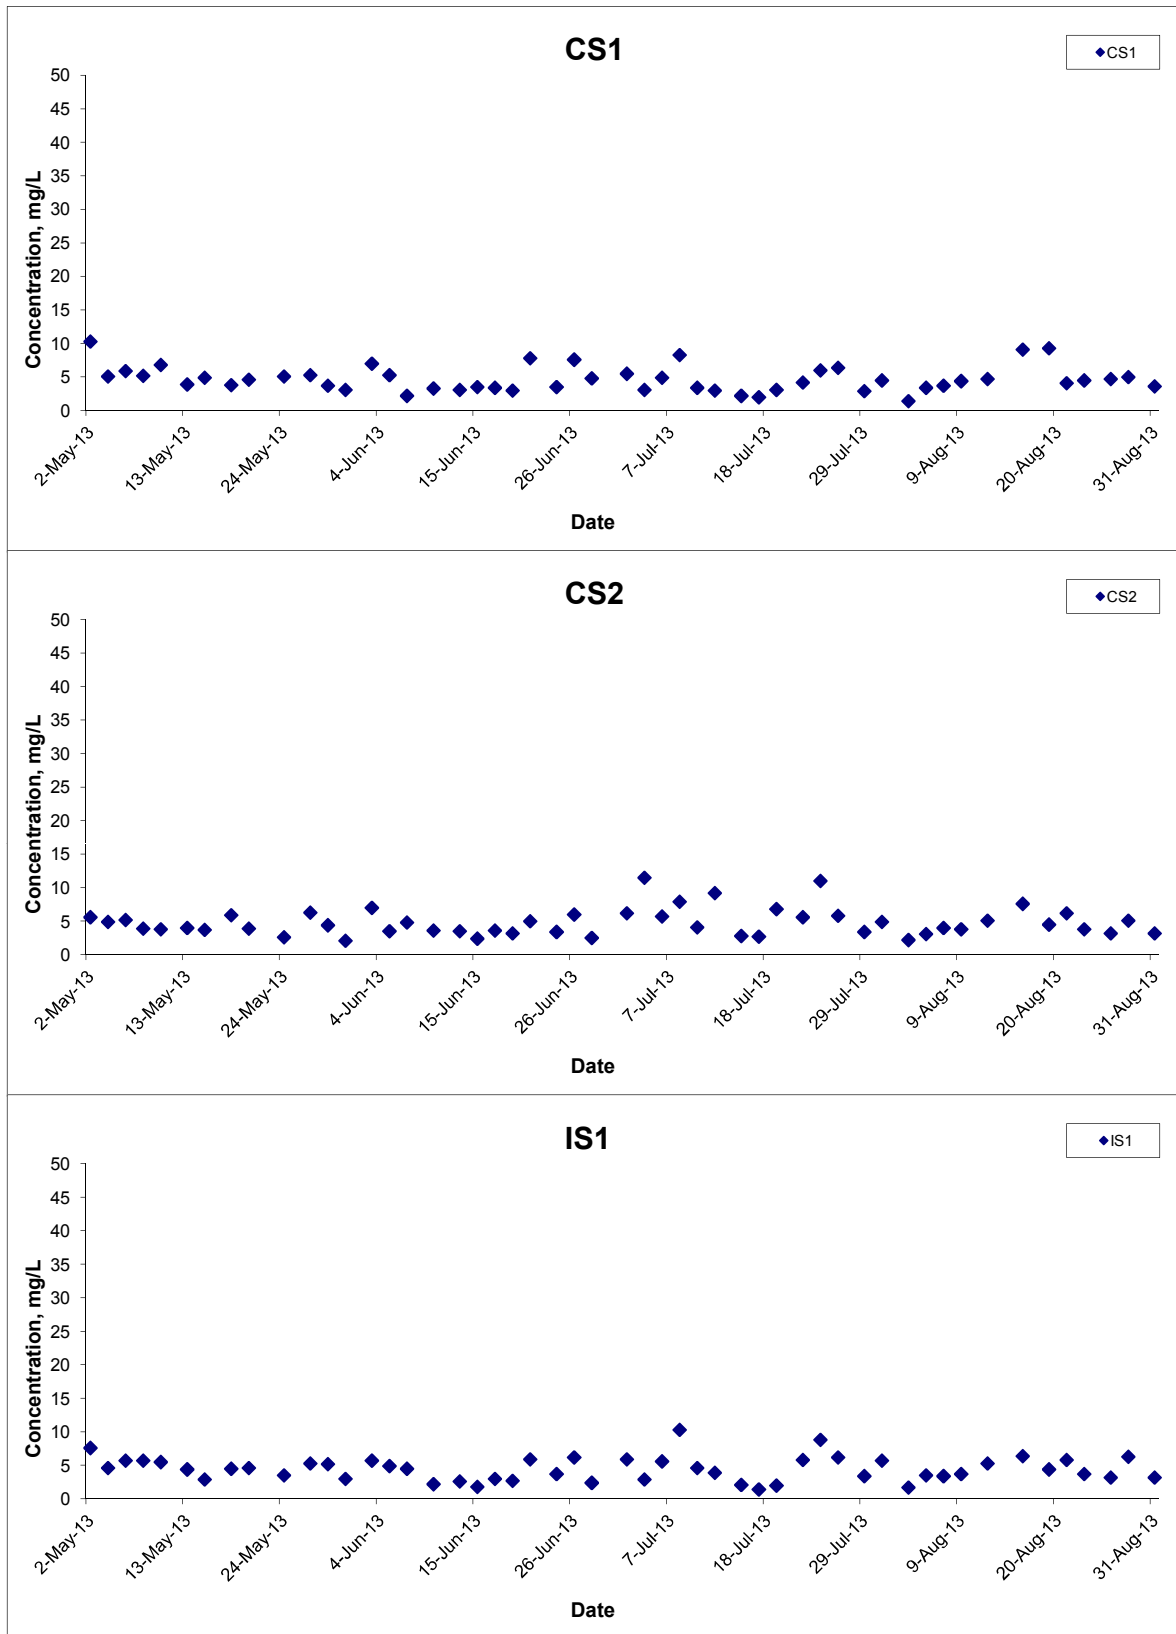 CS1
CS1
50
45
40
35
30
25
20
15
10
5
0
Concentration, mg/L
2-May-13
13-May-13
24-May-13
4-Jun-13
15-Jun-13
26-Jun-13
7-Jul-13
18-Jul-13
29-Jul-13
9-Aug-13
20-Aug-13
31-Aug-13
Date
CS2
CS2
50
45
40
35
30
25
20
15
10
5
0
Concentration, mg/L
2-May-13
13-May-13
24-May-13
4-Jun-13
15-Jun-13
26-Jun-13
7-Jul-13
18-Jul-13
29-Jul-13
9-Aug-13
20-Aug-13
31-Aug-13
Date
IS1
IS1
50
45
40
35
30
25
20
15
10
5
0
Concentration, mg/L
2-May-13
13-May-13
24-May-13
4-Jun-13
15-Jun-13
26-Jun-13
7-Jul-13
18-Jul-13
29-Jul-13
9-Aug-13
20-Aug-13
31-Aug-13
Date